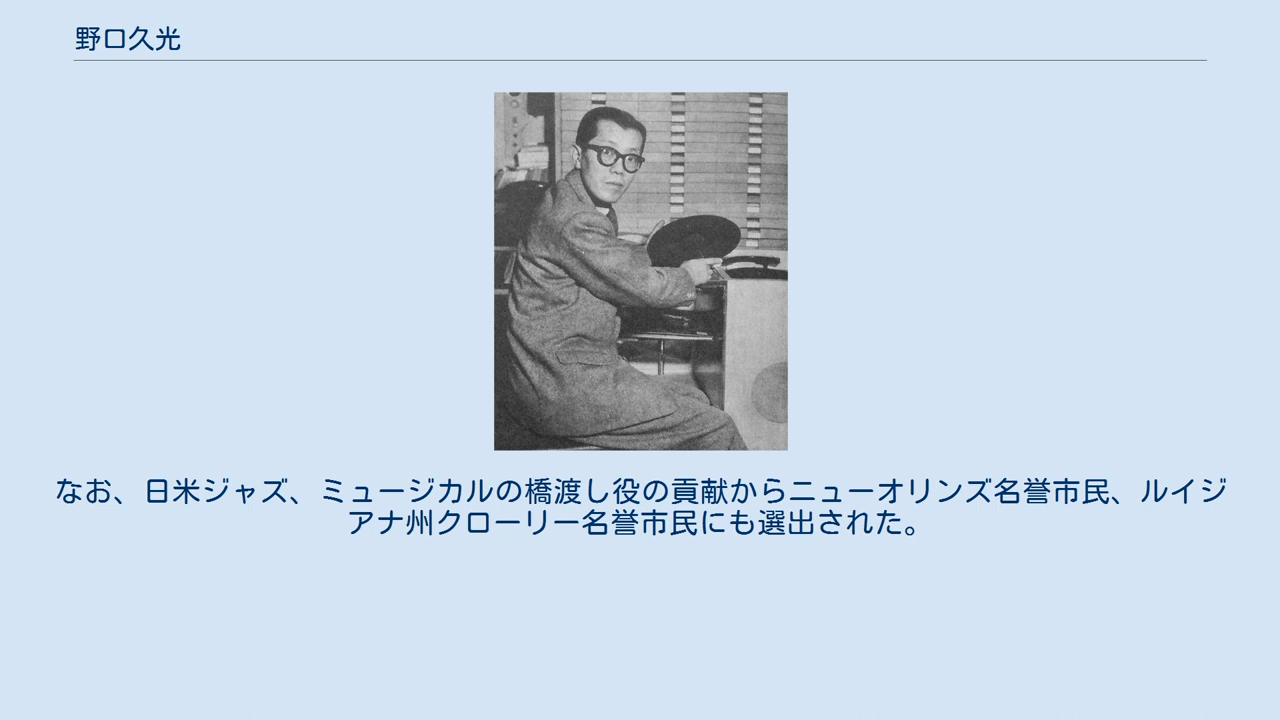 野口久光
なお、日米ジャズ、ミュージカルの橋渡し役の貢献からニューオリンズ名誉市民、ルイジ
アナ州クローリー名誉市民にも選出された。